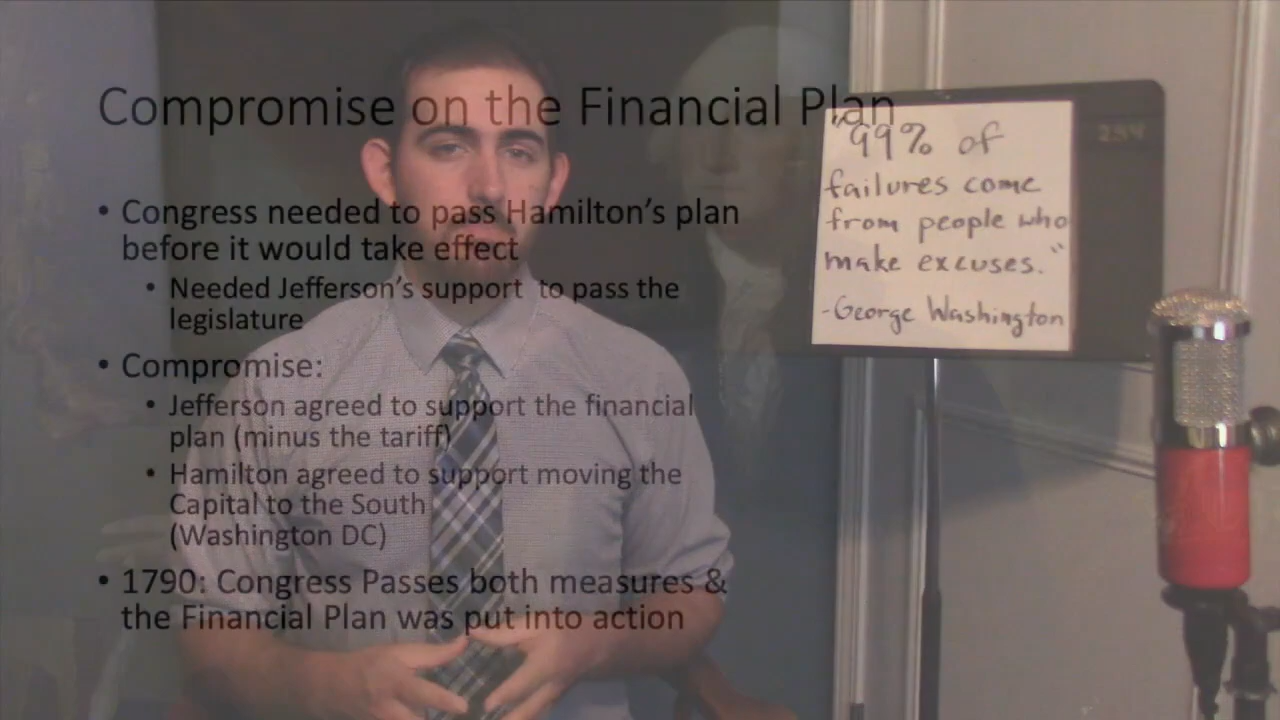 Compromise on the Financial Plan
• Congress needed to pass Hamilton's plan
before it would take effect
• Needed Jefferson's support to pass the
legislature
• Compromise:
• Jefferson agreed to support the financial
plan (minus the tariff)
• Hamilton agreed to support moving the
Capital to the South
(Washington DC)
• 1790: Congress Passes both measures &
the Financial Plan was put into action
"99% of
failures come
from people who
make excuses."
-George Washington